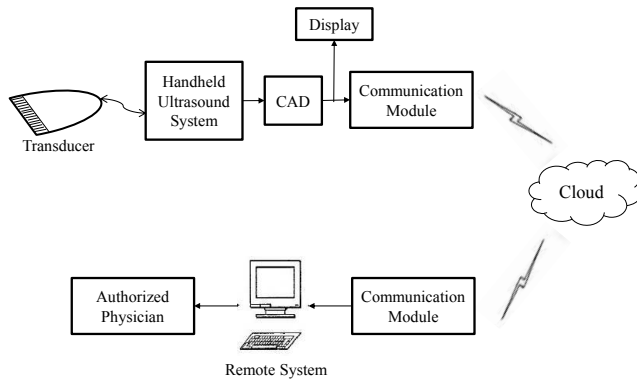 Display
Handheld
Ultrasound
System
CAD
Communication
Module
Transducer
Cloud
Authorized
Physician
Communication
Module
Remote System